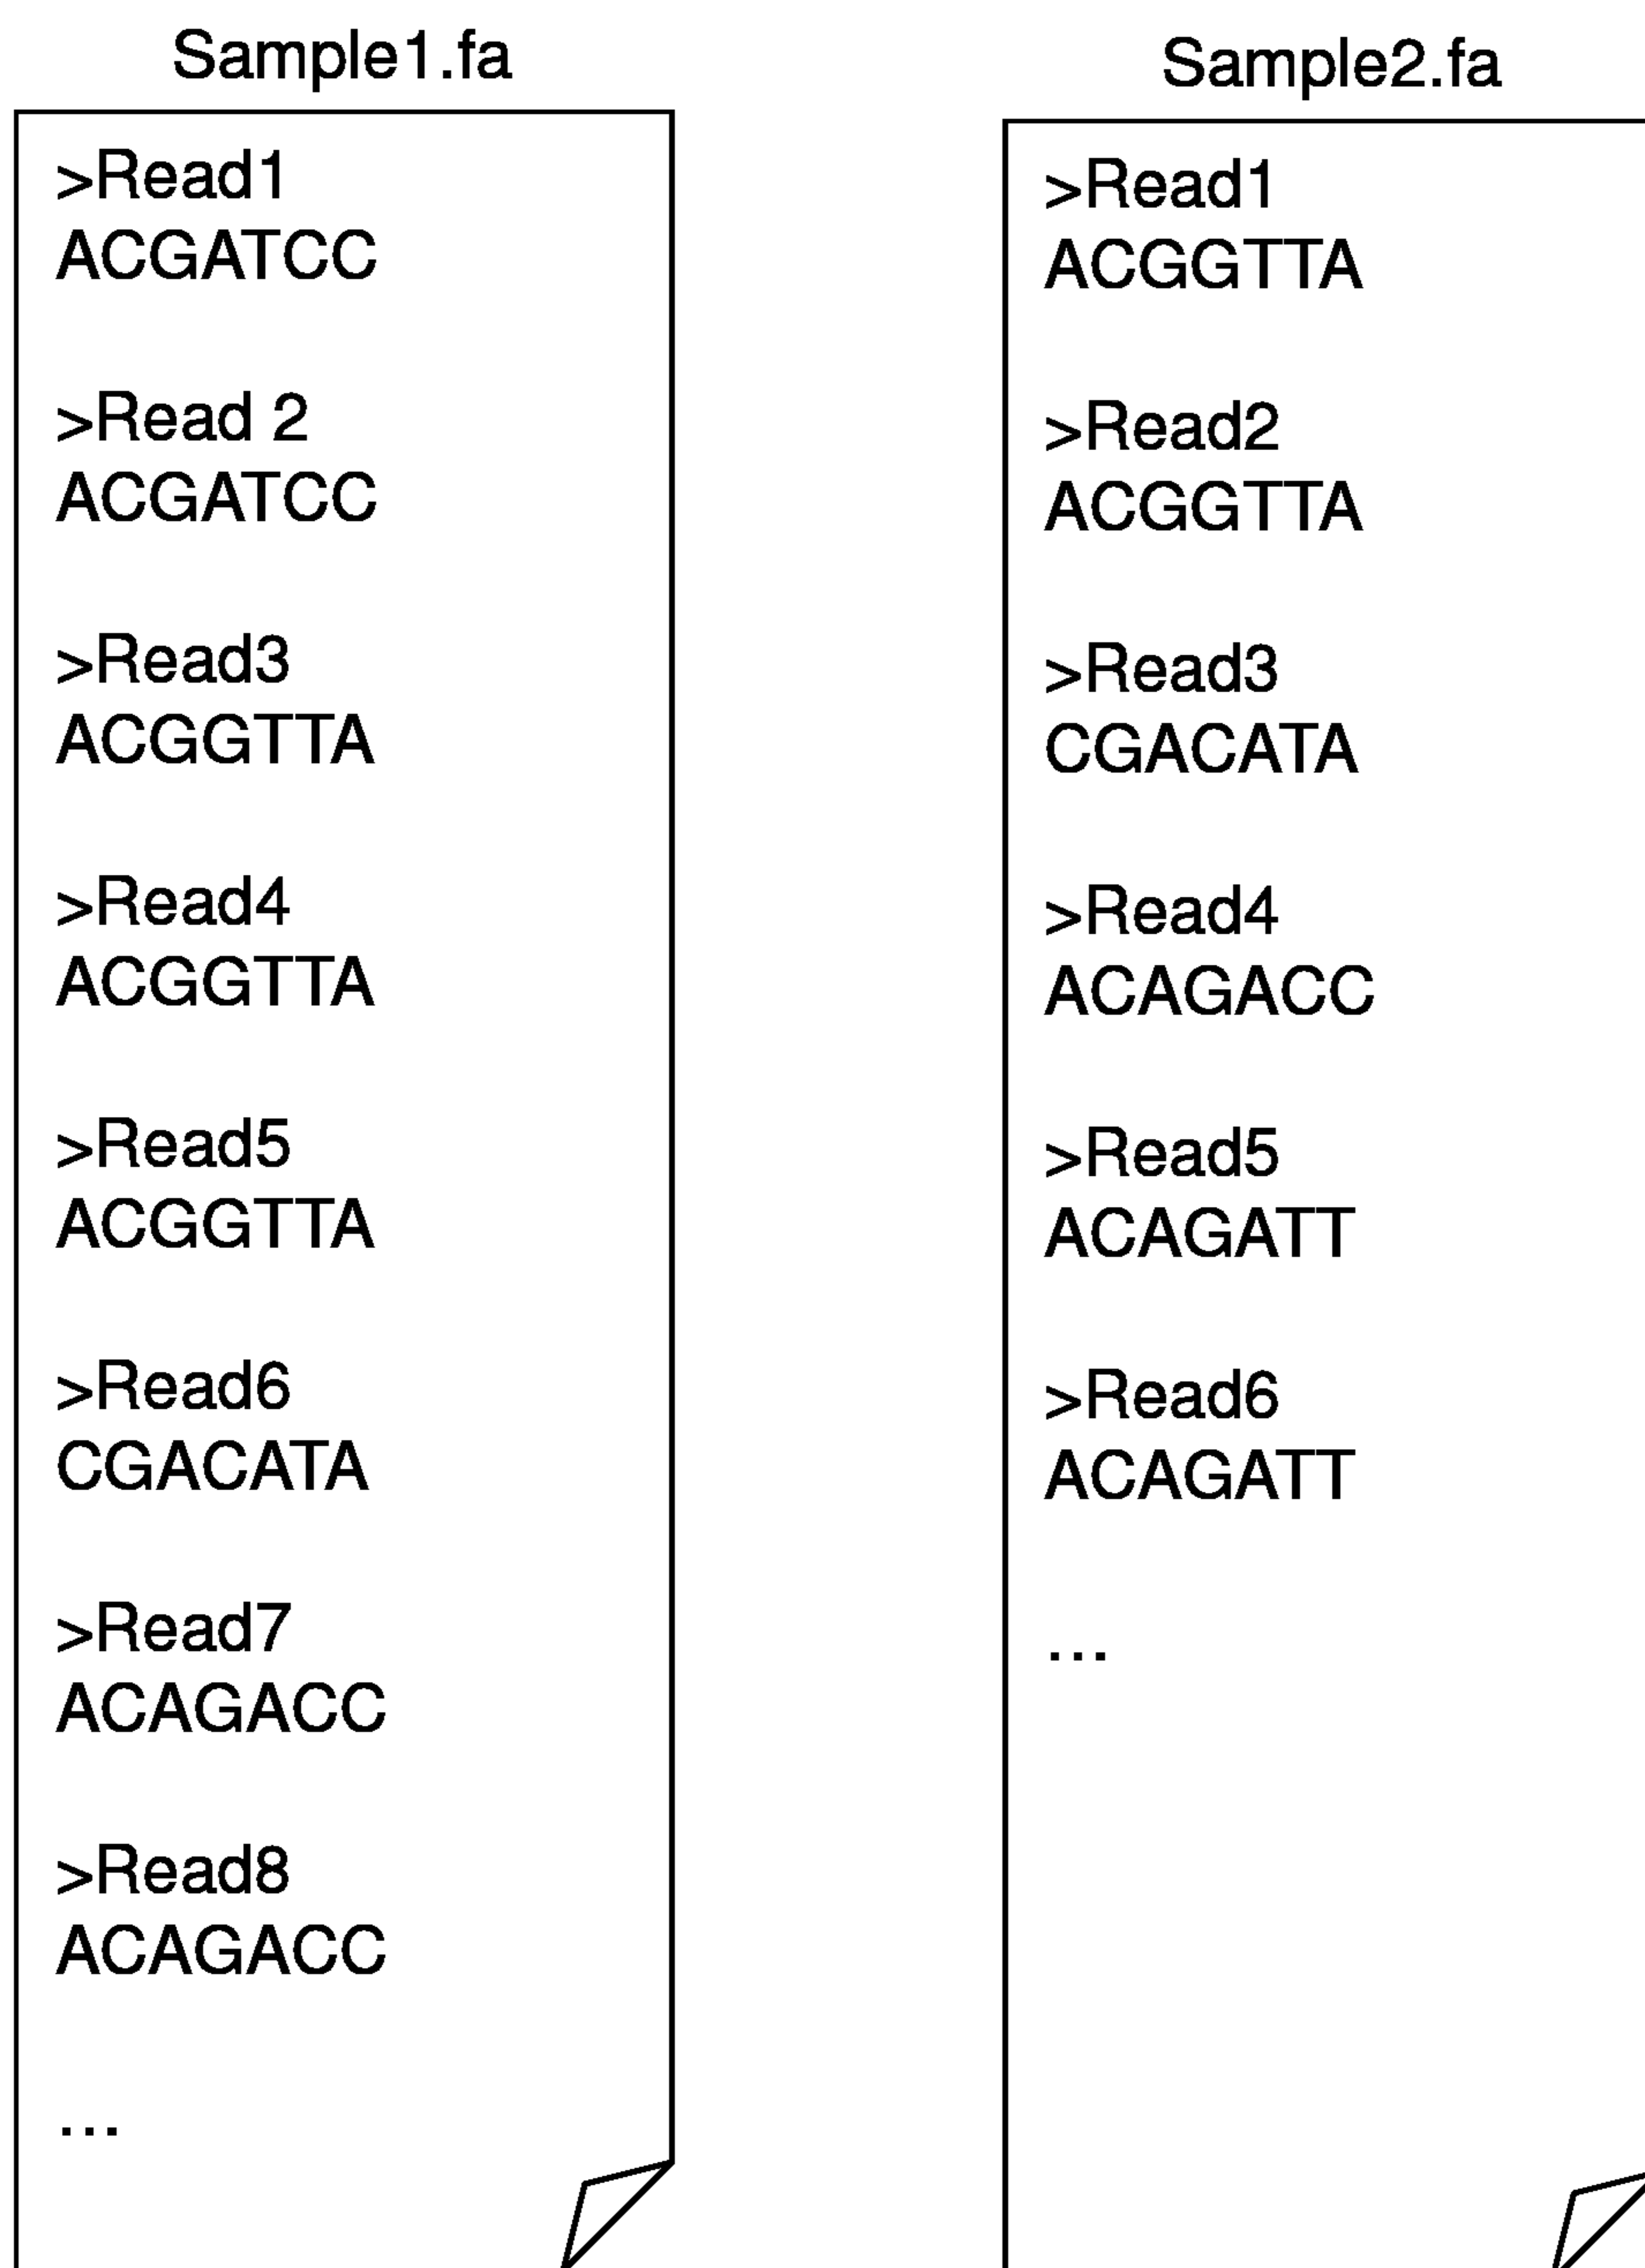 Sample1.fa
>Read1
ACGATCC
>Read 2
ACGATCC
>Read3
ACGGTTA
>Read4
ACGGTTA
>Read5
ACGGTTA
>Read6
CGACATA
>Read7
ACAGACC
>Read8
ACAGACC
...
Sample2.fa
>Read1
ACGGTTA
>Read2
ACGGTTA
>Read3
CGACATA
>Read4
ACAGACC
>Read5
ACAGATT
>Read6
ACAGATT
...